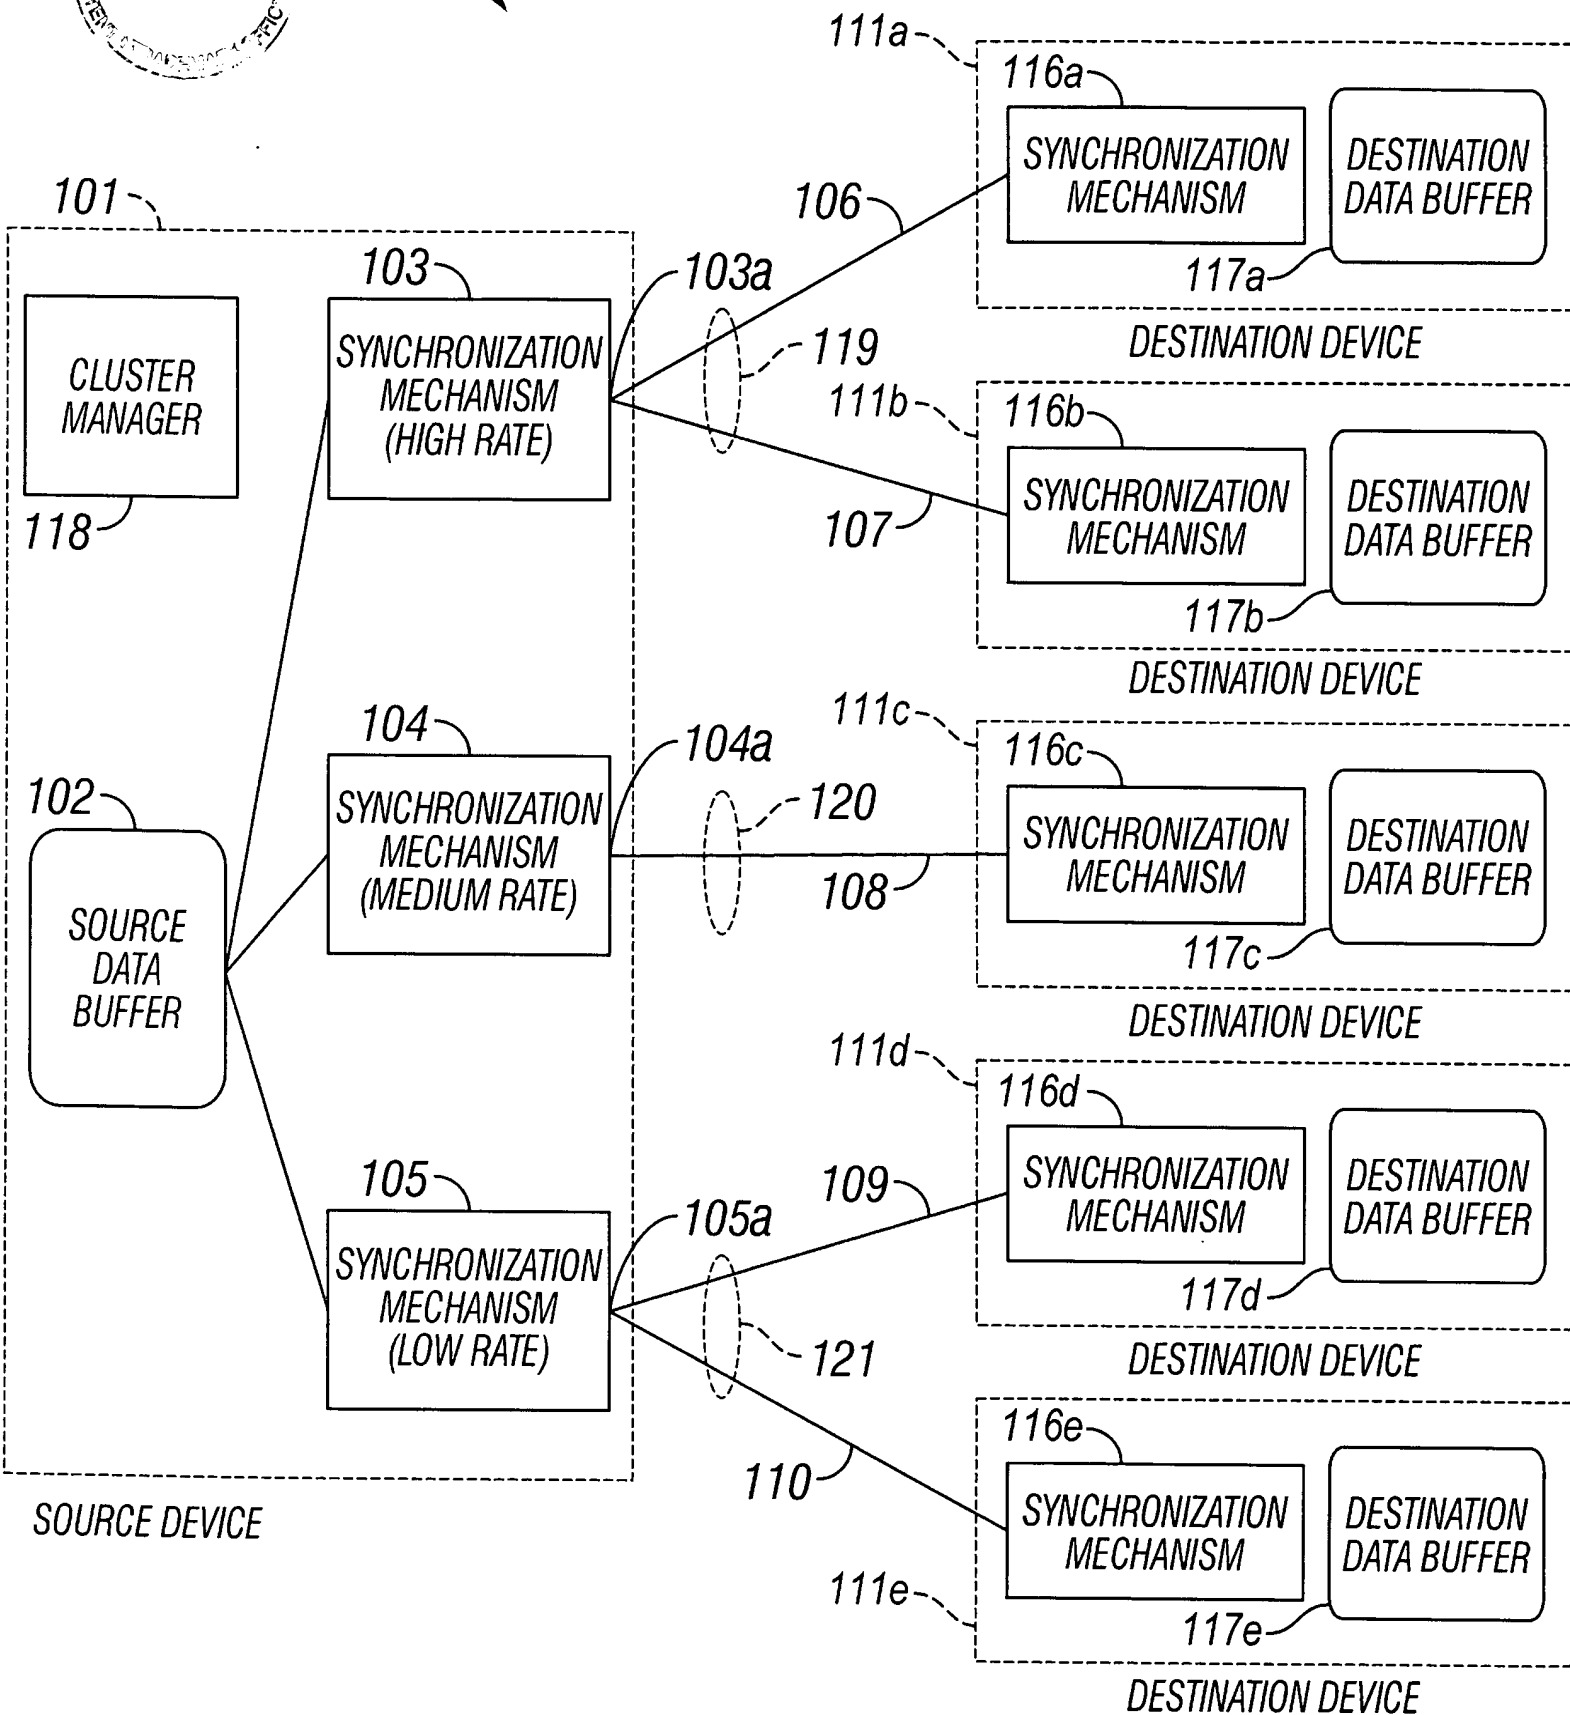 111a
116a
SYNCHRONIZATION
MECHANISM
DESTINATION
DATA BUFFER
117a
DESTINATION DEVICE
101
103
103a
106
119
CLUSTER
MANAGER
118
SYNCHRONIZATION
MECHANISM
(HIGH RATE)
107
111b
116b
SYNCHRONIZATION
MECHANISM
DESTINATION
DATA BUFFER
117b
DESTINATION DEVICE
102
SOURCE
DATA
BUFFER
104
104a
SYNCHRONIZATION
MECHANISM
(MEDIUM RATE)
120
108
111c
116c
SYNCHRONIZATION
MECHANISM
DESTINATION
DATA BUFFER
117c
DESTINATION DEVICE
105
105a
SYNCHRONIZATION
MECHANISM
(LOW RATE)
109
121
111d
116d
SYNCHRONIZATION
MECHANISM
DESTINATION
DATA BUFFER
117d
DESTINATION DEVICE
110
111e
116e
SYNCHRONIZATION
MECHANISM
DESTINATION
DATA BUFFER
117e
DESTINATION DEVICE
SOURCE DEVICE